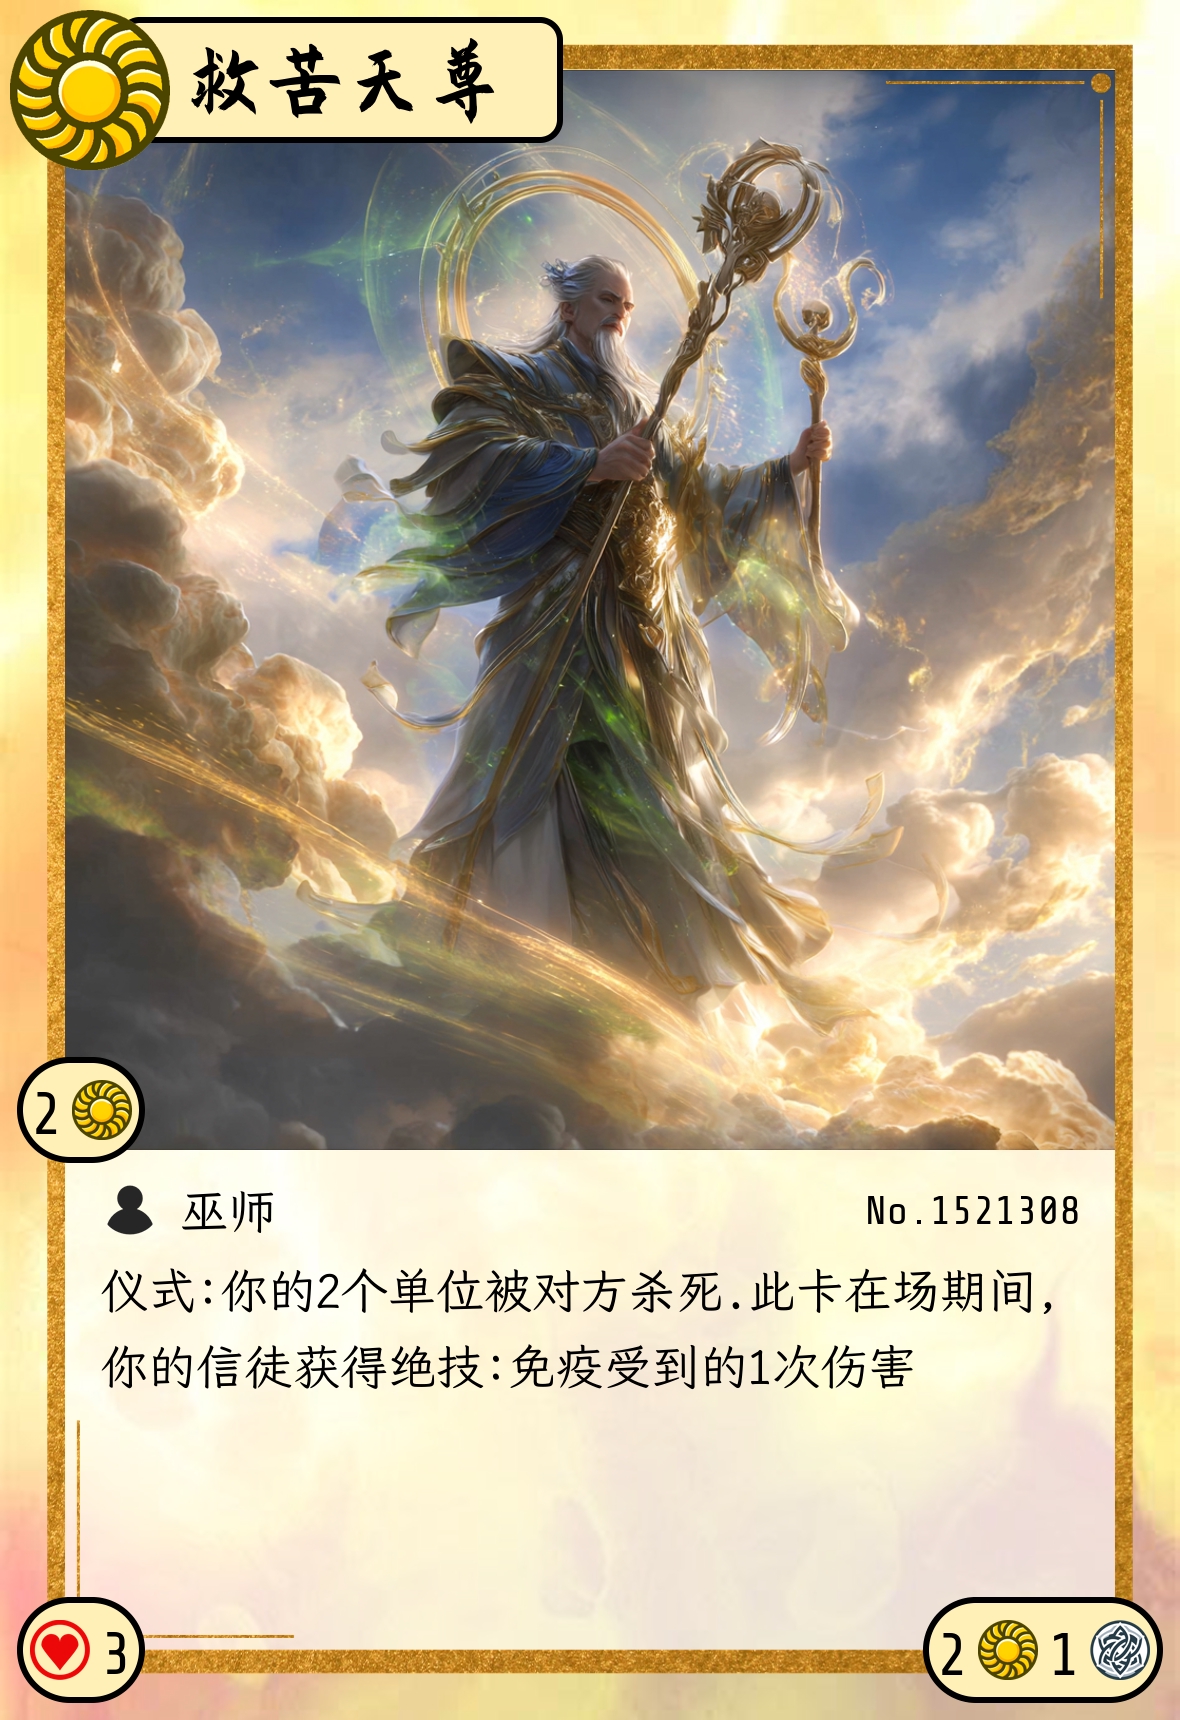 救苦天尊
2
巫师
No.1521308
仪式:你的2个单位被对方杀死.此卡在场期间,
你的信徒获得绝技:免疫受到的1次伤害
3
2 1